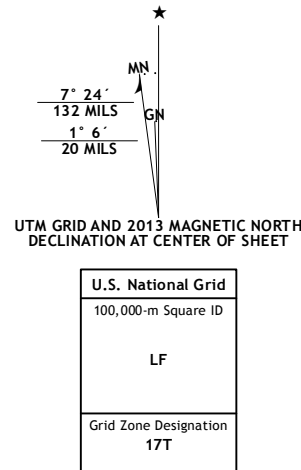 ★
MN
7° 24´
132 MILS
GN
1° 6´
20 MILS
UTM GRID AND 2013 MAGNETIC NORTH
DECLINATION AT CENTER OF SHEET
U.S. National Grid
100,000-m Square ID
LF
Grid Zone Designation
17T